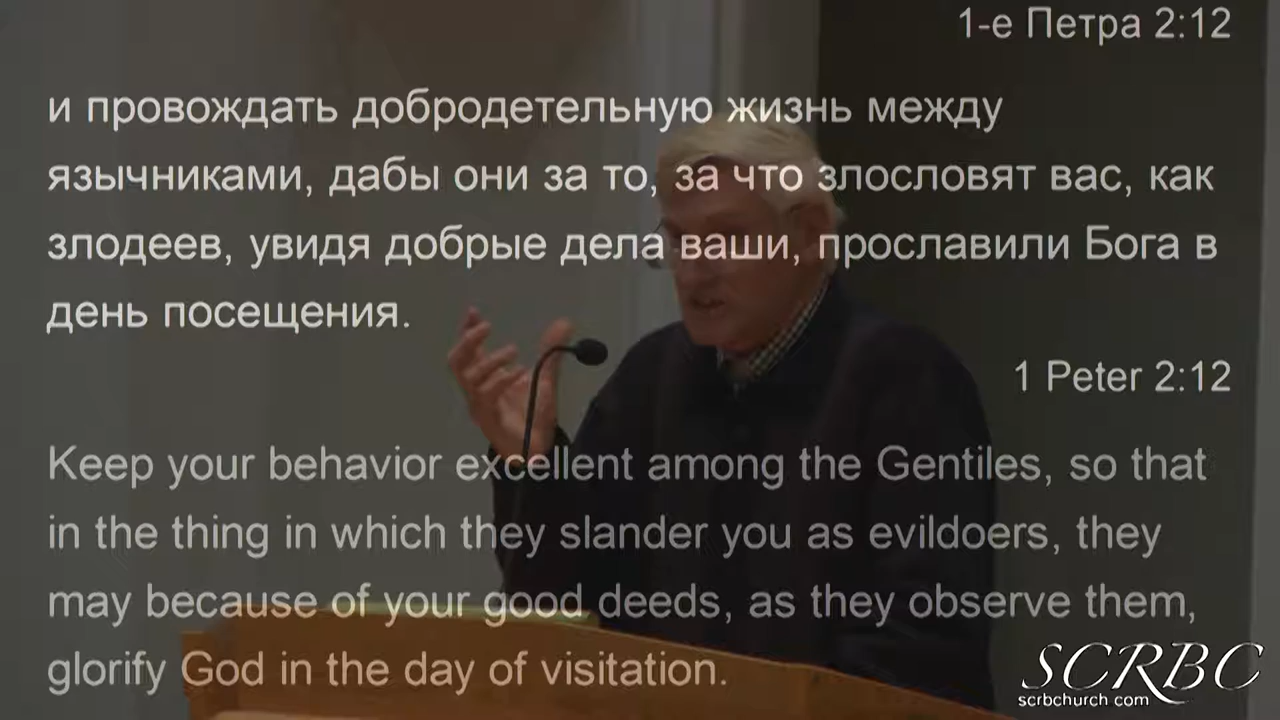 1-е Петра 2:12
и провождать добродетельную жизнь между
язычниками, дабы они за то, за что злословят вас, как
злодеев, увидя добрые дела ваши, прославили Бога в
день посещения.
1 Peter 2:12
Keep your behavior excellent among the Gentiles, so that
in the thing in which they slander you as evildoers, they
may because of your good deeds, as they observe them,
glorify God in the day of visitation.
SCRBC
scrbchurch com